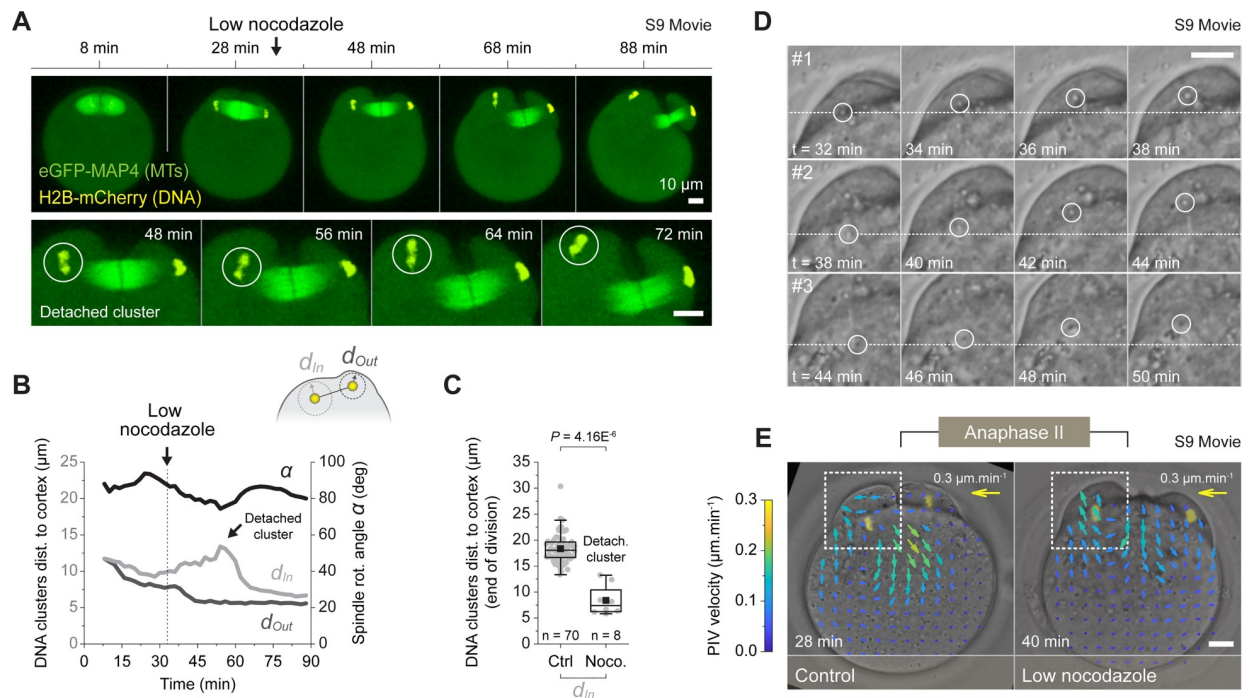 A
Low nocodazole
S9 Movie
8 min
28 min
48 min
68 min
88 min
eGFP-MAP4 (MTs)
H2B-mCherry (DNA)
10 µm
48 min
56 min
64 min
72 min
Detached cluster
B
d_In
d_Out
Low
nocodazole
DNA clusters dist. to cortex (µm)
25
20
15
10
5
0
α
Detached
cluster
d_In
d_Out
100
80
60
40
20
0
Spindle rot. angle α (deg)
0
15
30
45
60
75
90
Time (min)
C
P = 4.16E⁻⁶
DNA clusters dist. to cortex (µm)
(end of division)
35
30
25
20
15
10
5
0
Detach.
cluster
n = 70
n = 8
Ctrl
Noco.
d_In
D
S9 Movie
#1
t = 32 min
34 min
36 min
38 min
#2
t = 38 min
40 min
42 min
44 min
#3
t = 44 min
46 min
48 min
50 min
E
Anaphase II
S9 Movie
PIV velocity (µm.min⁻¹)
0.3
0.2
0.1
0.0
0.3 µm.min⁻¹
28 min
Control
0.3 µm.min⁻¹
40 min
Low nocodazole